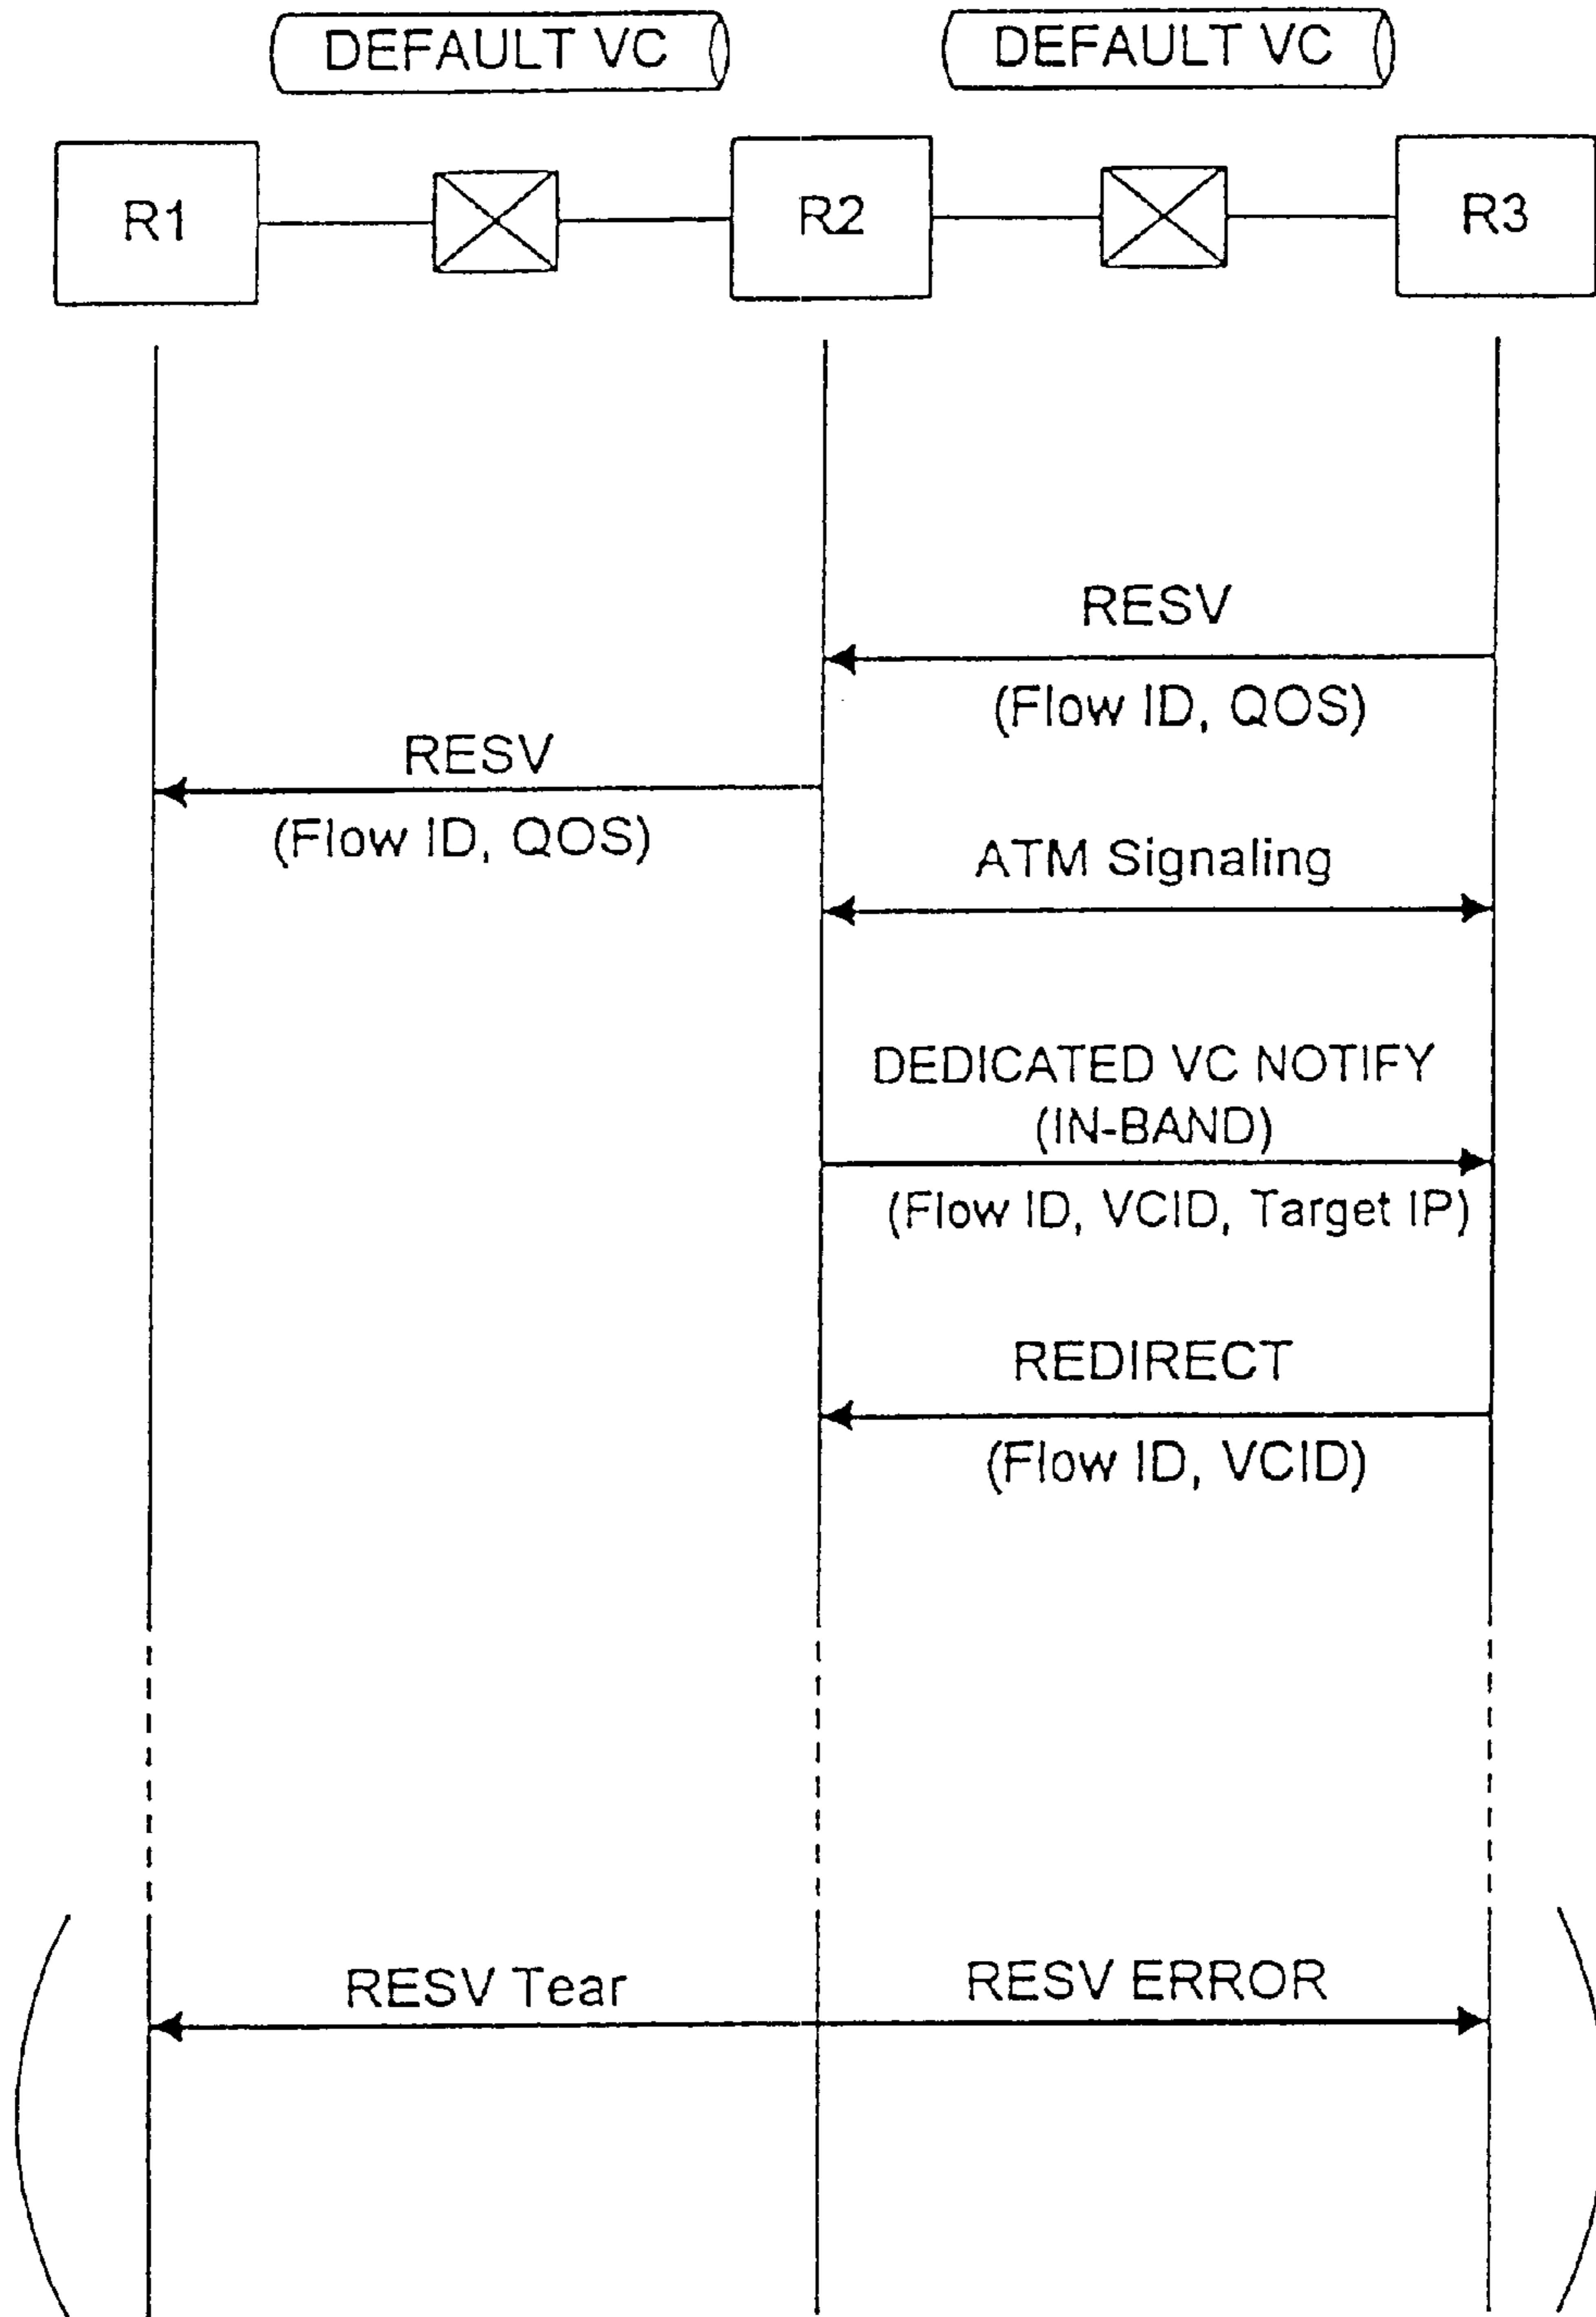 DEFAULT VC
DEFAULT VC
R1
R2
R3
RESV
(Flow ID, QOS)
RESV
(Flow ID, QOS)
ATM Signaling
DEDICATED VC NOTIFY
(IN-BAND)
(Flow ID, VCID, Target IP)
REDIRECT
(Flow ID, VCID)
RESV Tear
RESV ERROR